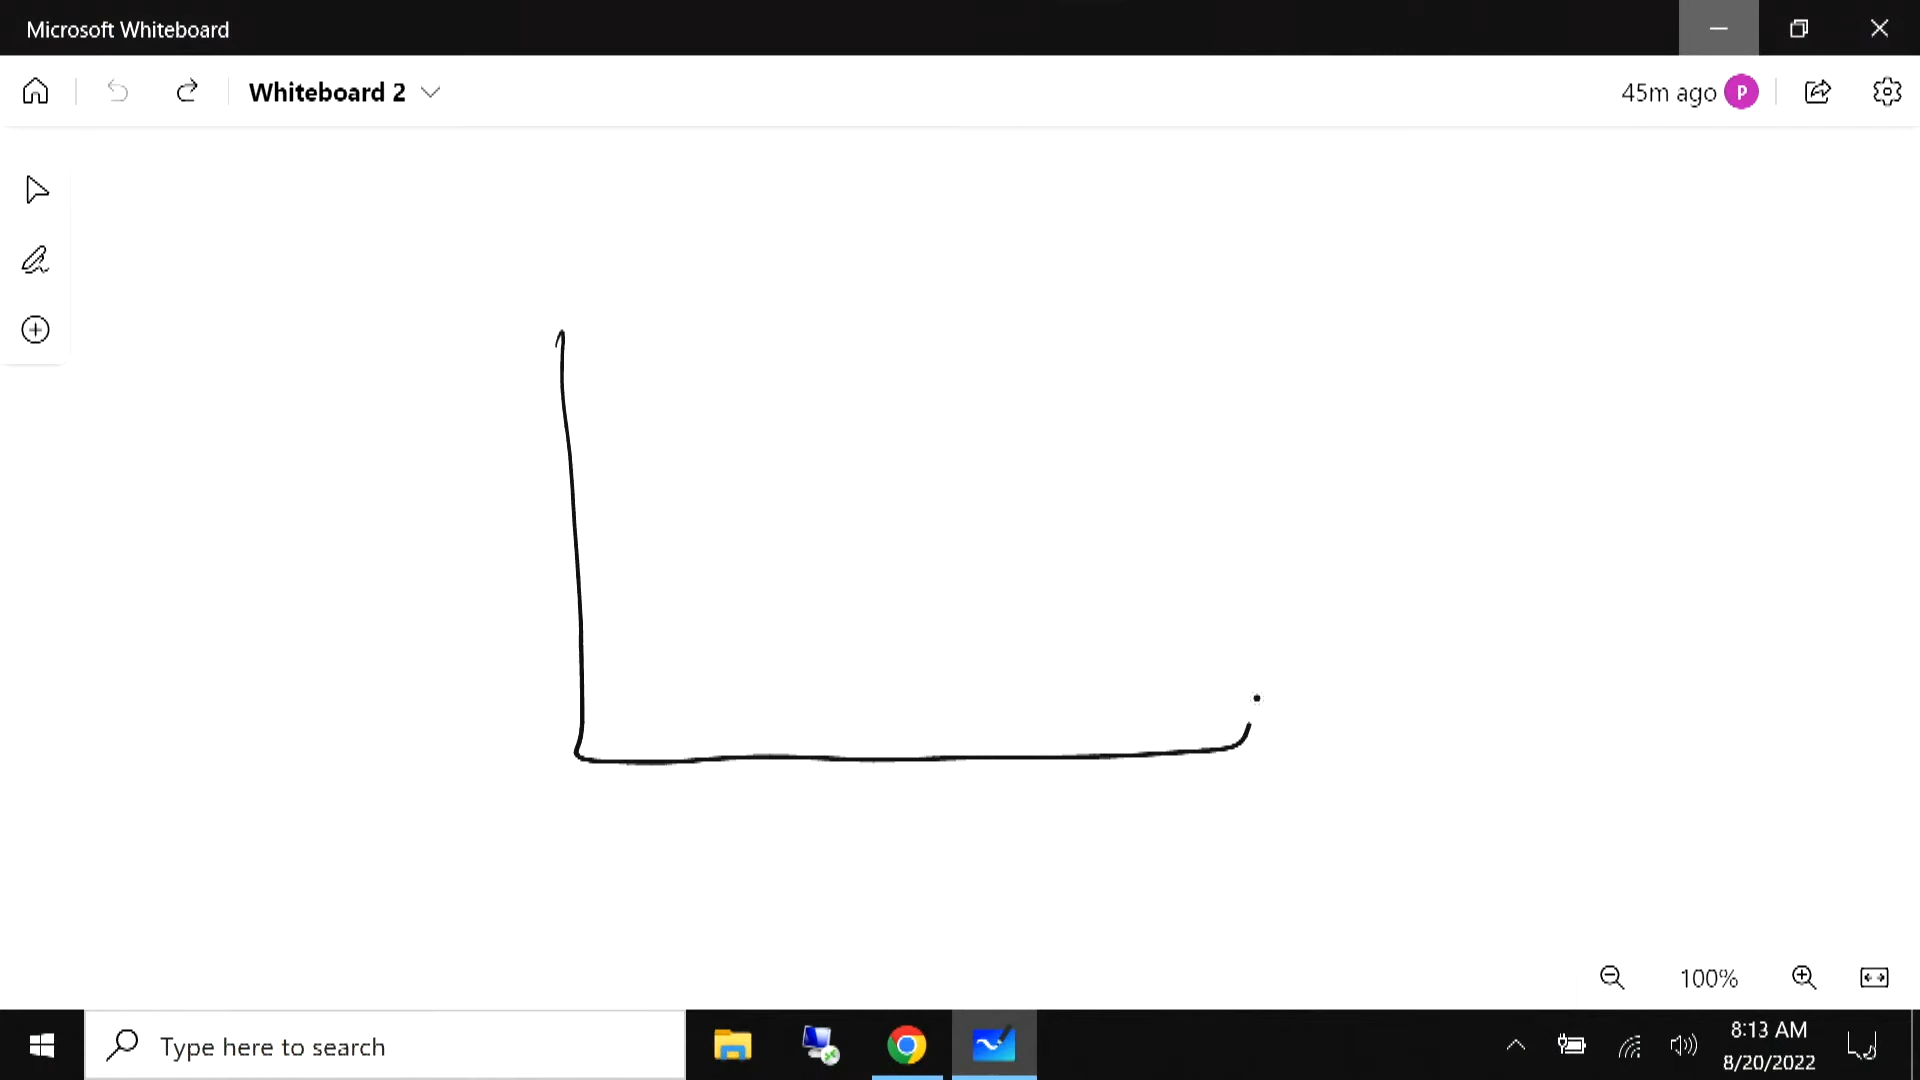 Microsoft Whiteboard
Whiteboard 2
45m ago P
100%
Type here to search
8:13 AM
8/20/2022